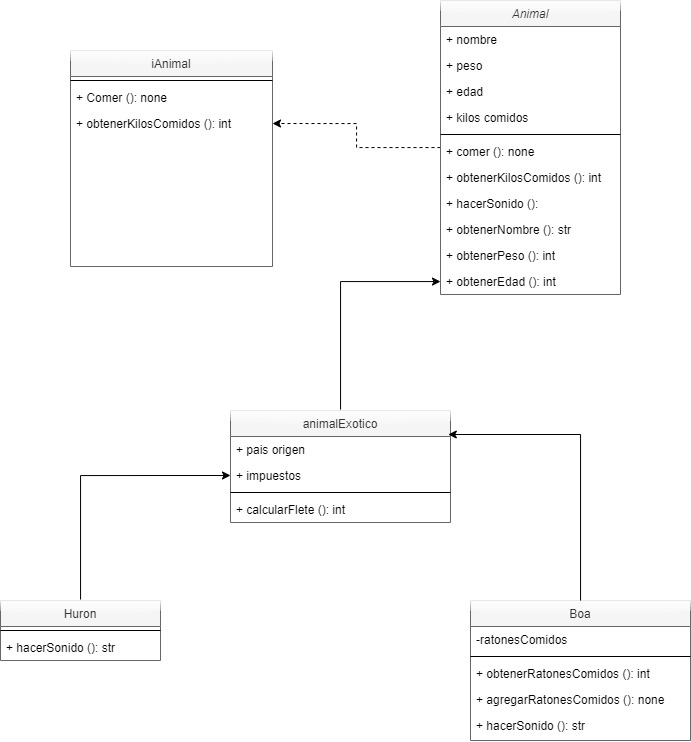 Animal
+ nombre
+ peso
+ edad
+ kilos comidos
+ comer (): none
+ obtenerKilosComidos (): int
+ hacerSonido ():
+ obtenerNombre (): str
+ obtenerPeso (): int
+ obtenerEdad (): int
iAnimal
+ Comer (): none
+ obtenerKilosComidos (): int
animalExotico
+ pais origen
+ impuestos
+ calcularFlete (): int
Huron
+ hacerSonido (): str
Boa
-ratonesComidos
+ obtenerRatonesComidos (): int
+ agregarRatonesComidos (): none
+ hacerSonido (): str